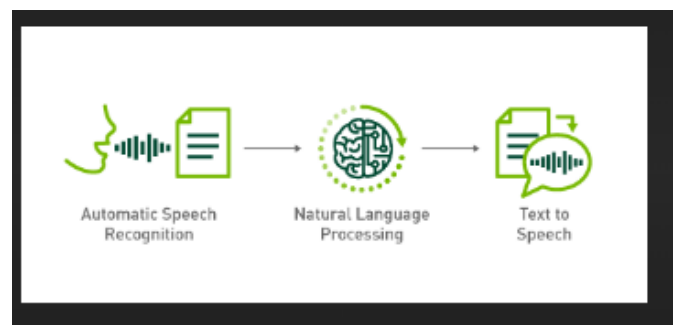 Automatic Speech
Recognition
Natural Language
Processing
Text to
Speech